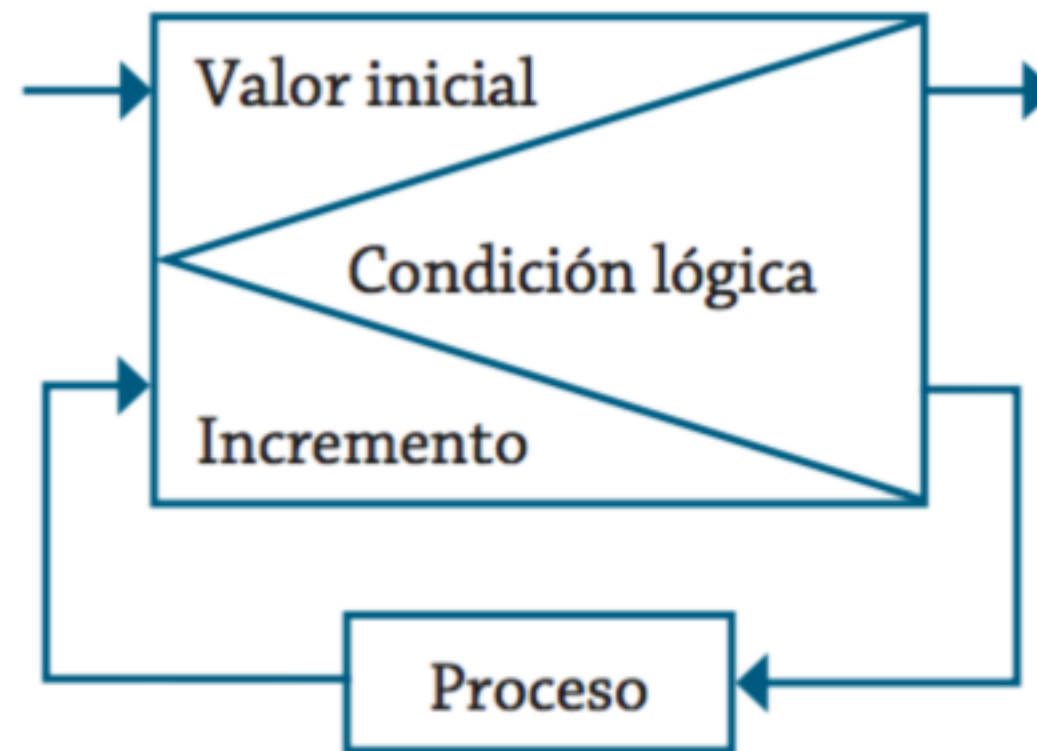 Valor inicial
Condición lógica
Incremento
Proceso